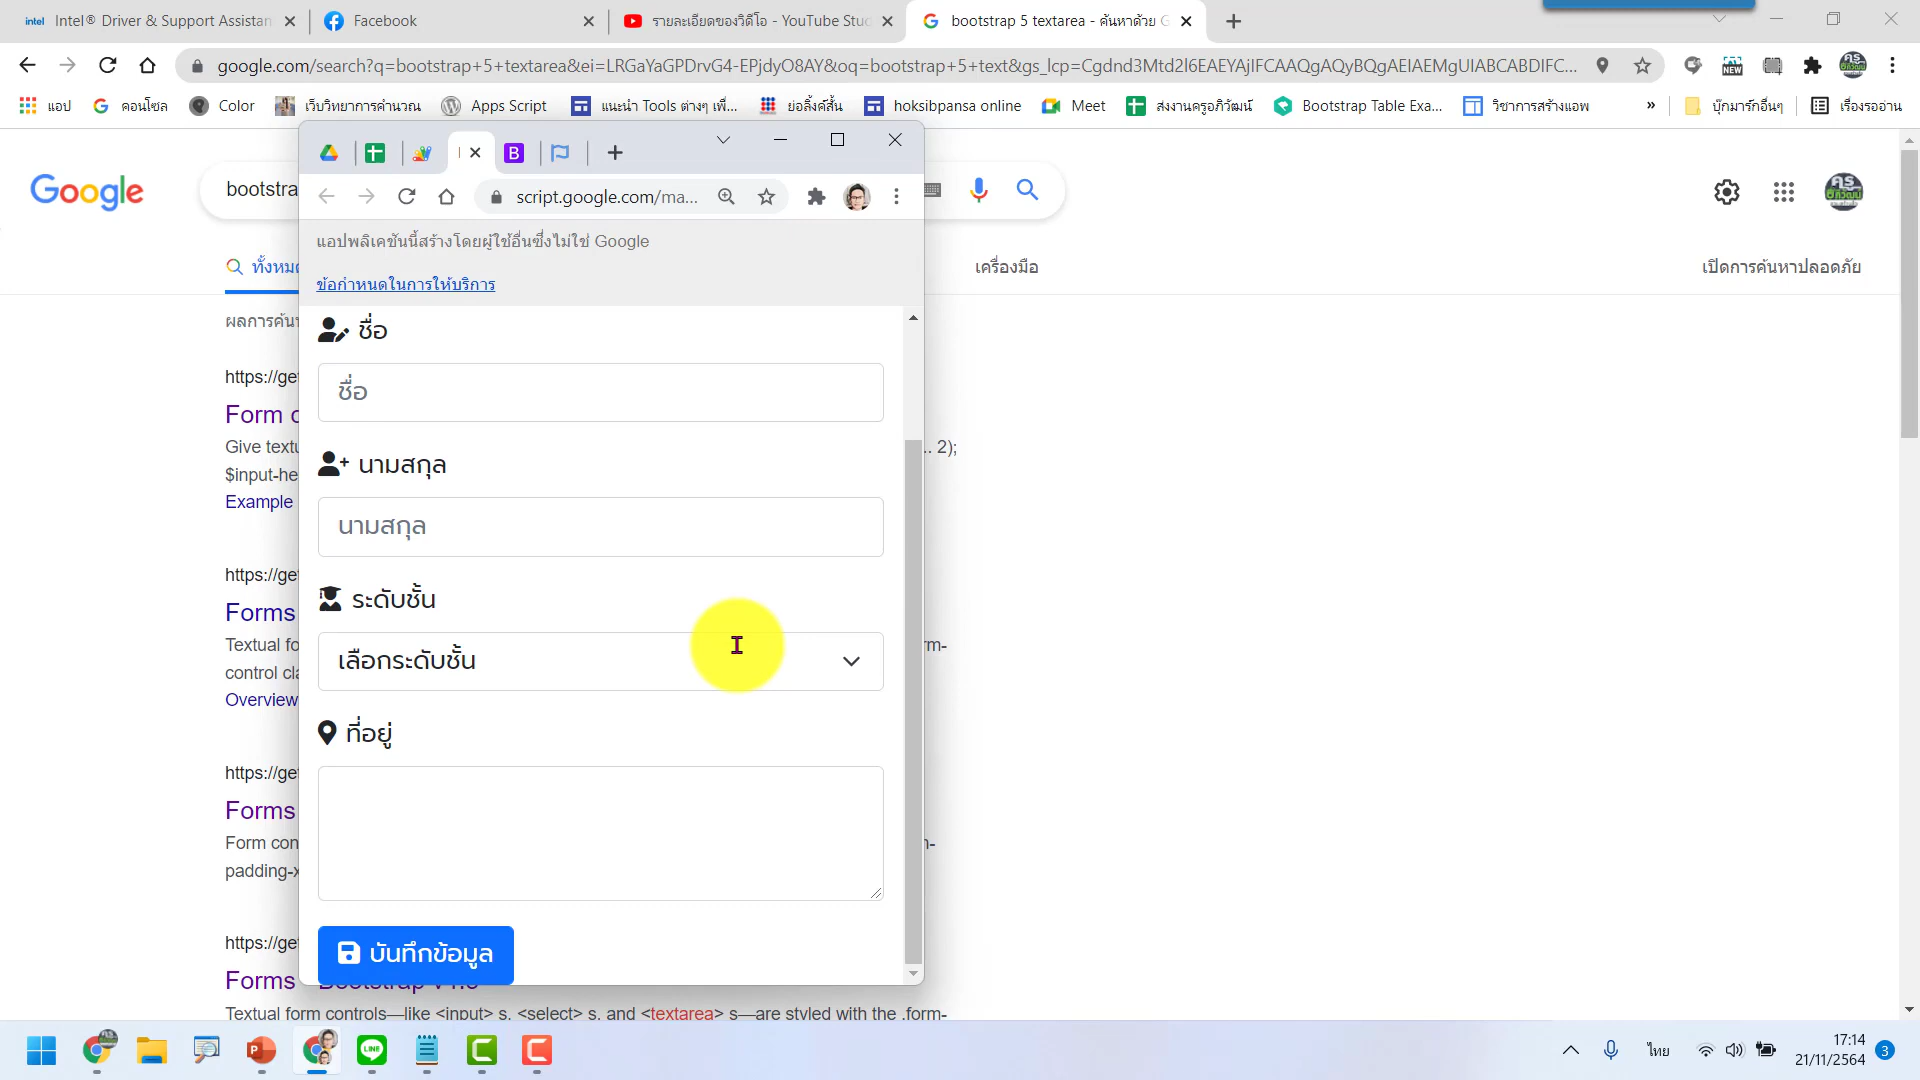 intel Intel® Driver & Support Assistan
Facebook
รายละเอียดของวิดีโอ - YouTube Stu
bootstrap 5 textarea - ค้นหาด้วย G
google.com/search?q=bootstrap+5+textarea&ei=LRGaYaGPDrvG4-EPjdyO8AY&oq=bootstrap+5+text&gs_lcp=Cgdnd3Mtd2l6EAEYAjIFCAAQgAQyBQgAEIAEMgUIABCABDIFC...
NEW
แอป
คอนโซล
Color
เว็บวิทยาการคำนวณ
Apps Script
แนะนำ Tools ต่างๆ เพื่...
ย่อลิ้งค์สั้น
hoksibpansa online
Meet
ส่งงานครูอภิวัฒน์
Bootstrap Table Exa...
วิชาการสร้างแอพ
»
บุ๊กมาร์กอื่นๆ
เรื่องรออ่าน
Google
bootstra
ทั้งหมด
เครื่องมือ
เปิดการค้นหาปลอดภัย
ผลการค้น
https://ge
Form c
Give textu
.. 2);
$input-he
Example
https://ge
Forms
Textual fo
rm-
control cla
Overview
https://ge
Forms
Form con
n-
padding-x
https://ge
Forms
Textual form controls—like <input> s, <select> s, and <textarea> s—are styled with the .form-
B
script.google.com/ma...
แอปพลิเคชันนี้สร้างโดยผู้ใช้อื่นซึ่งไม่ใช่ Google
ข้อกำหนดในการให้บริการ
ชื่อ
ชื่อ
นามสกุล
นามสกุล
ระดับชั้น
เลือกระดับชั้น
ที่อยู่
บันทึกข้อมูล
LINE
ไทย
17:14
21/11/2564
3